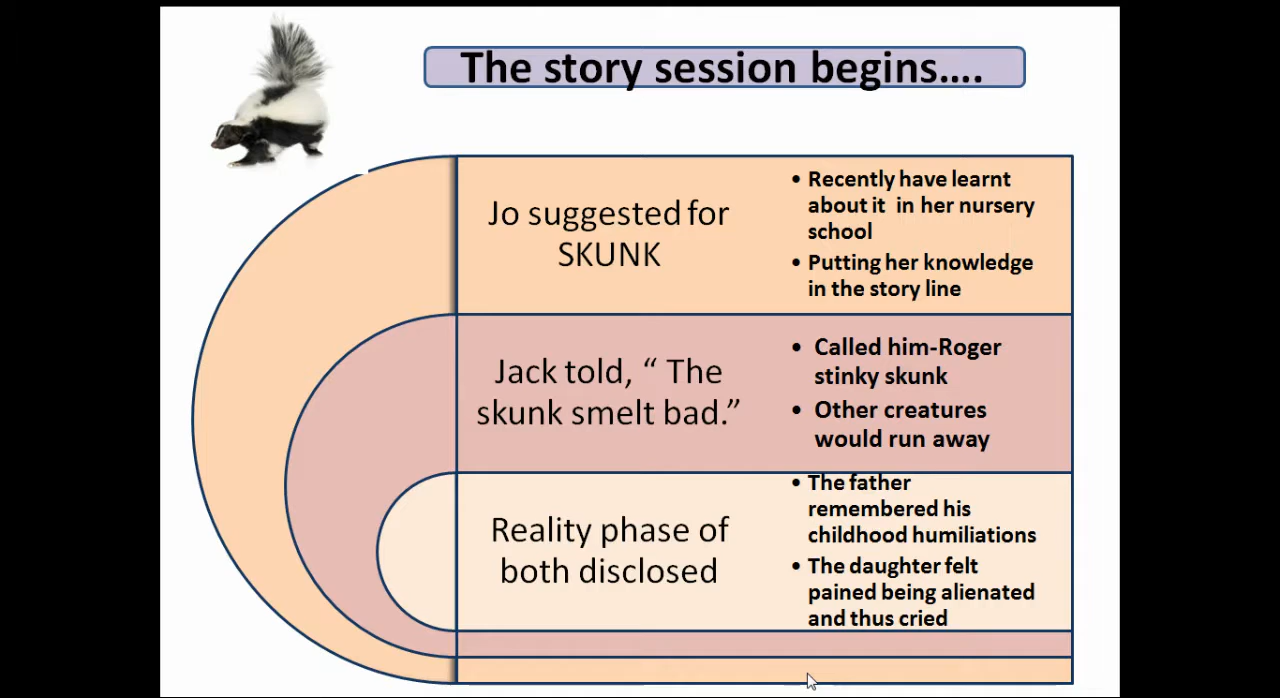 The story session begins....
Jo suggested for
SKUNK
• Recently have learnt
about it in her nursery
school
• Putting her knowledge
in the story line
Jack told, “ The
skunk smelt bad.”
• Called him-Roger
stinky skunk
• Other creatures
would run away
Reality phase of
both disclosed
• The father
remembered his
childhood humiliations
• The daughter felt
pained being alienated
and thus cried